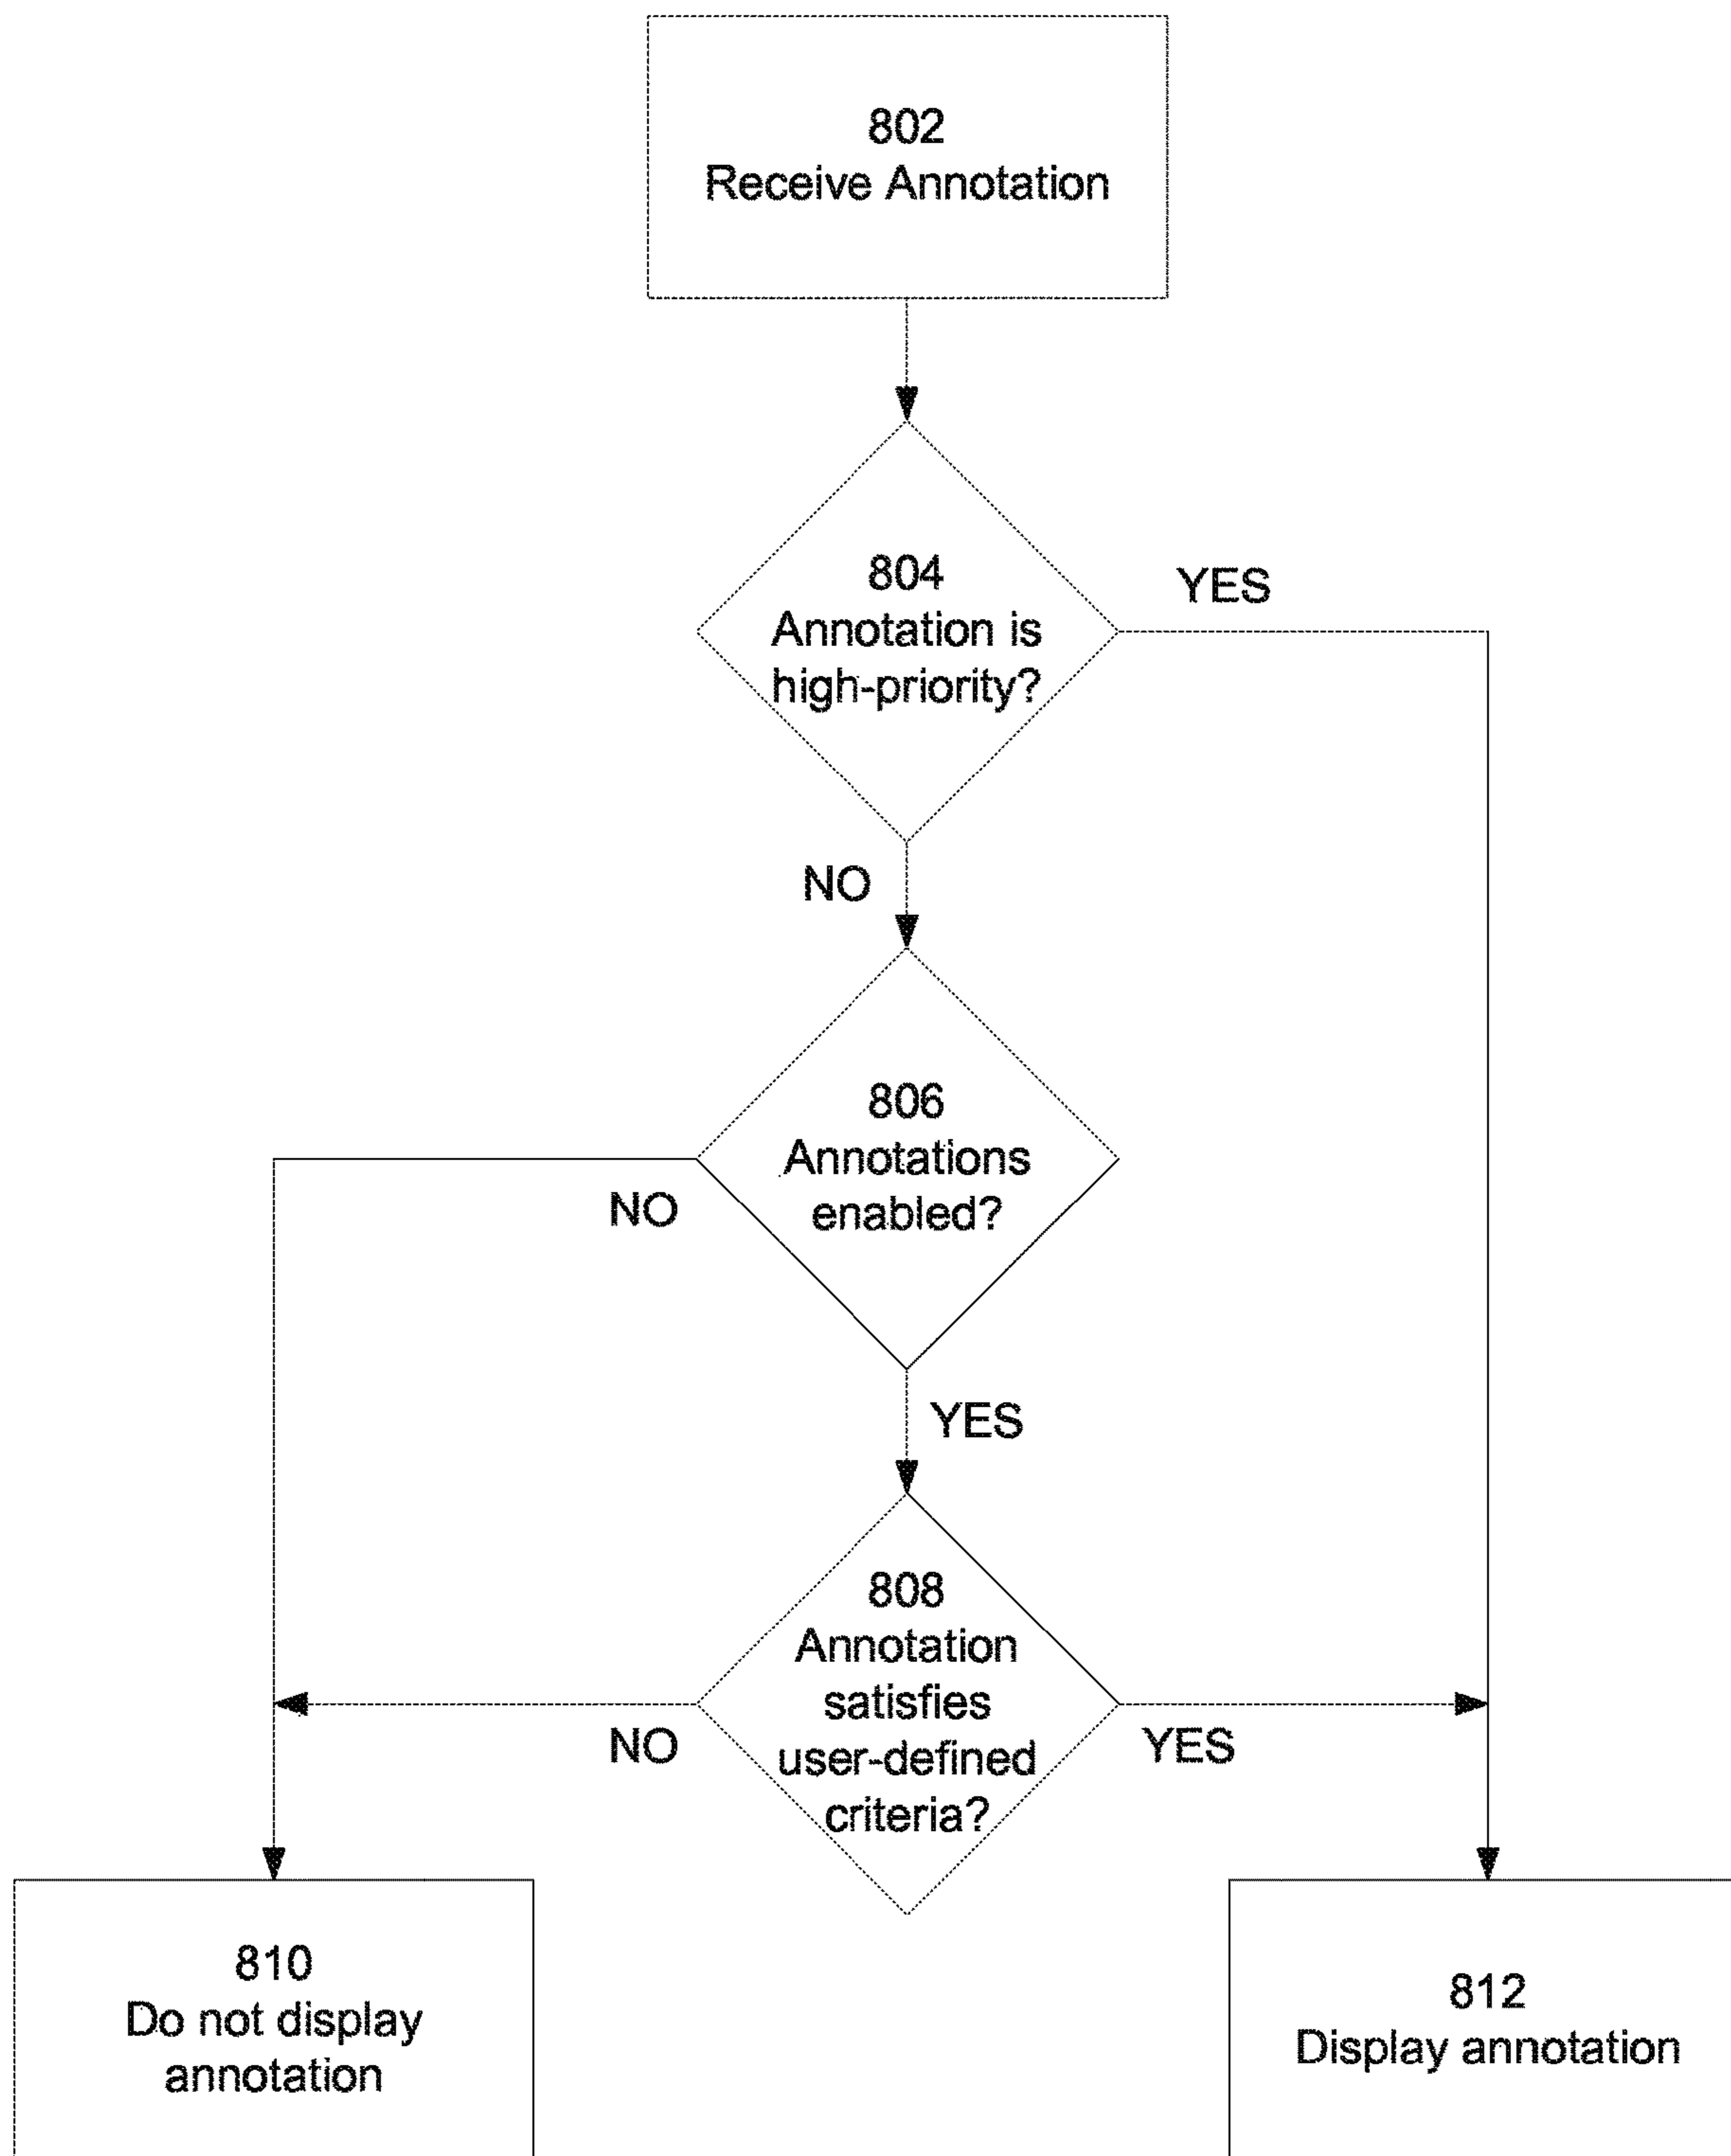 802
Receive Annotation
804
Annotation is
high-priority?
YES
NO
806
Annotations
enabled?
NO
YES
808
Annotation
satisfies
user-defined
criteria?
NO
YES
810
Do not display
annotation
812
Display annotation